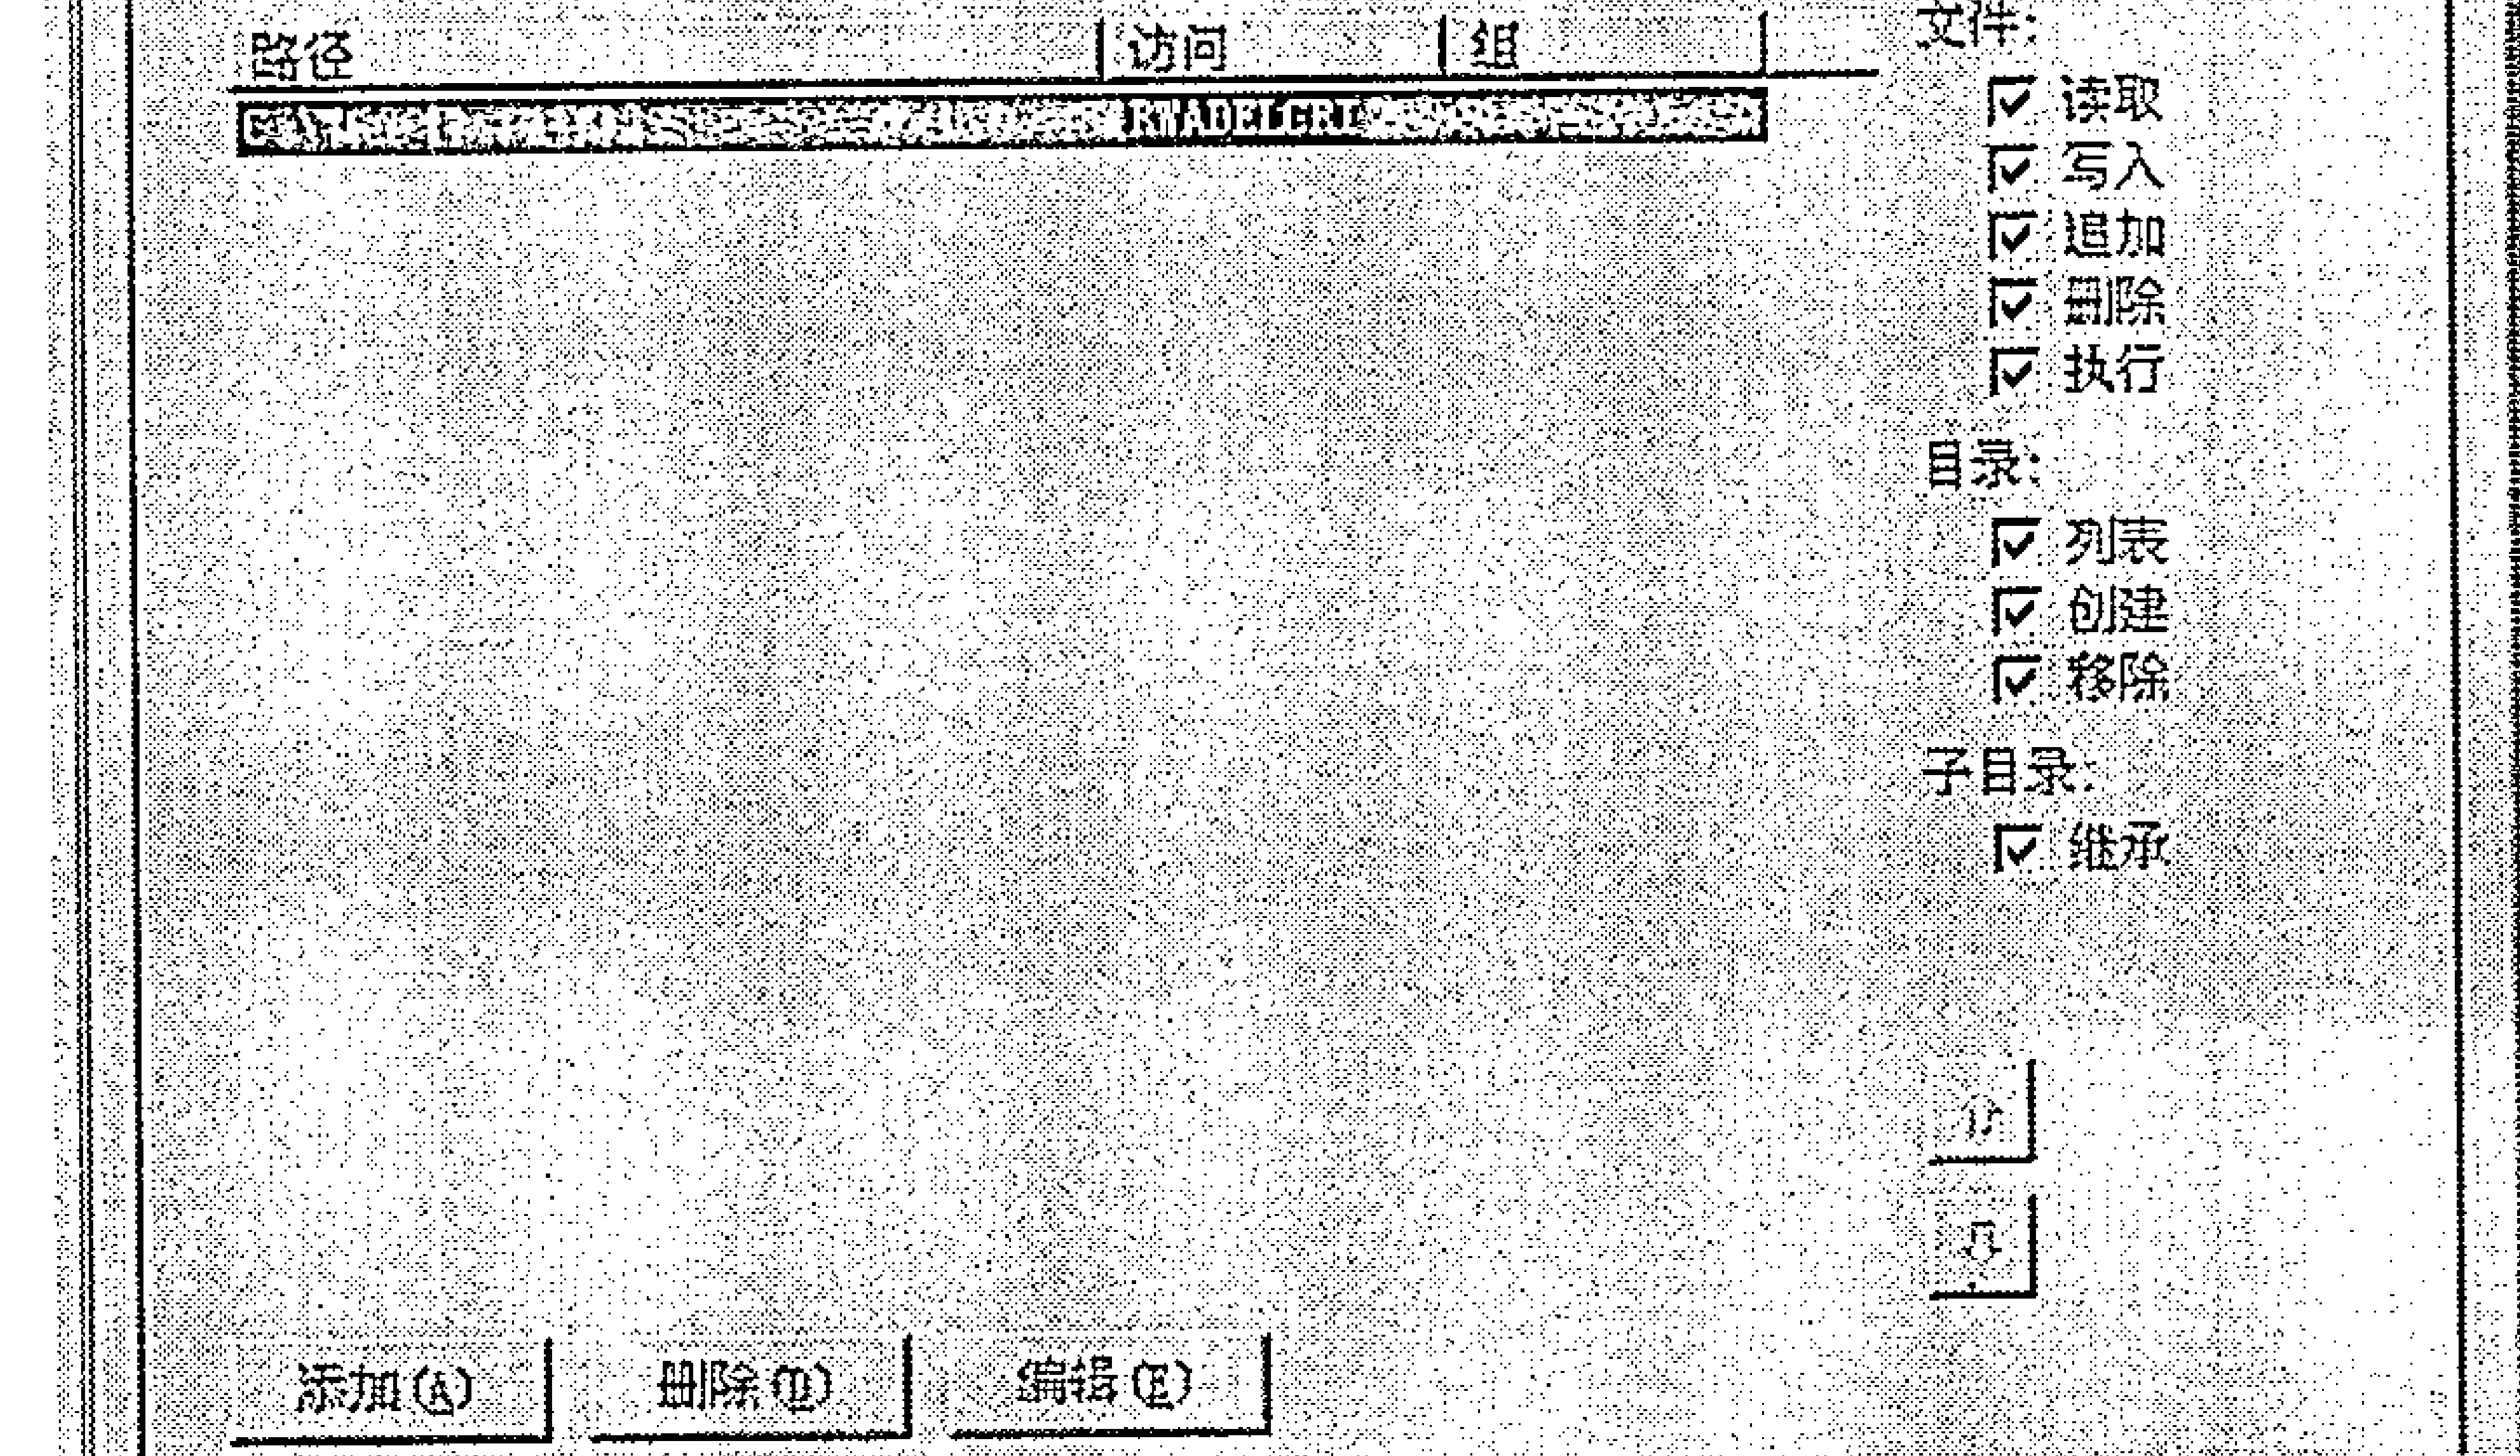 路径 访问 组
RWADELCRI
文件:
读取
写入
追加
删除
执行
目录:
列表
创建
移除
子目录:
继承
添加(A) 删除(D) 编辑(E)